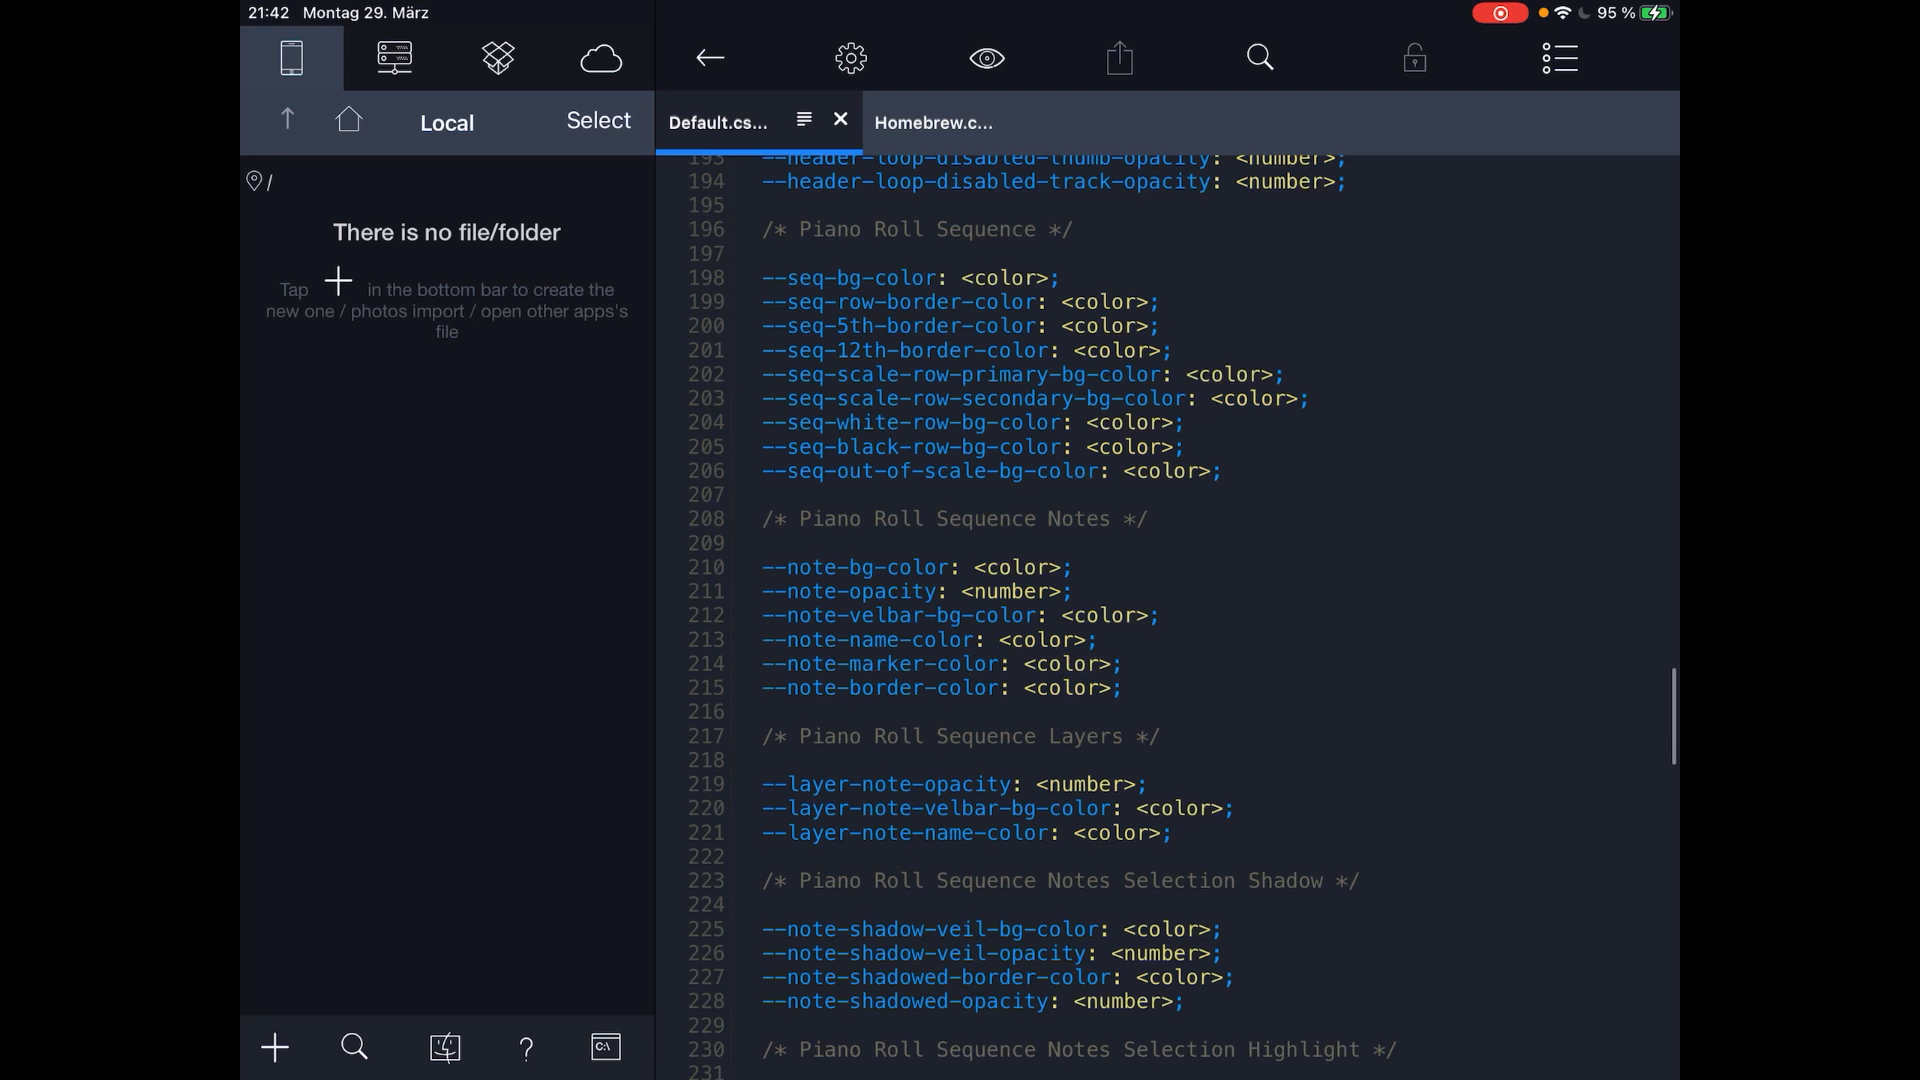 21:42 Montag 29. März
95 %
Local
Select
Default.cs...
Homebrew.c...
/
There is no file/folder
Tap + in the bottom bar to create the
new one / photos import / open other apps's
file
C:\
193 --header-loop-disabled-thumb-opacity: <number>;
194 --header-loop-disabled-track-opacity: <number>;
195
196 /* Piano Roll Sequence */
197
198 --seq-bg-color: <color>;
199 --seq-row-border-color: <color>;
200 --seq-5th-border-color: <color>;
201 --seq-12th-border-color: <color>;
202 --seq-scale-row-primary-bg-color: <color>;
203 --seq-scale-row-secondary-bg-color: <color>;
204 --seq-white-row-bg-color: <color>;
205 --seq-black-row-bg-color: <color>;
206 --seq-out-of-scale-bg-color: <color>;
207
208 /* Piano Roll Sequence Notes */
209
210 --note-bg-color: <color>;
211 --note-opacity: <number>;
212 --note-velbar-bg-color: <color>;
213 --note-name-color: <color>;
214 --note-marker-color: <color>;
215 --note-border-color: <color>;
216
217 /* Piano Roll Sequence Layers */
218
219 --layer-note-opacity: <number>;
220 --layer-note-velbar-bg-color: <color>;
221 --layer-note-name-color: <color>;
222
223 /* Piano Roll Sequence Notes Selection Shadow */
224
225 --note-shadow-veil-bg-color: <color>;
226 --note-shadow-veil-opacity: <number>;
227 --note-shadowed-border-color: <color>;
228 --note-shadowed-opacity: <number>;
229
230 /* Piano Roll Sequence Notes Selection Highlight */
231